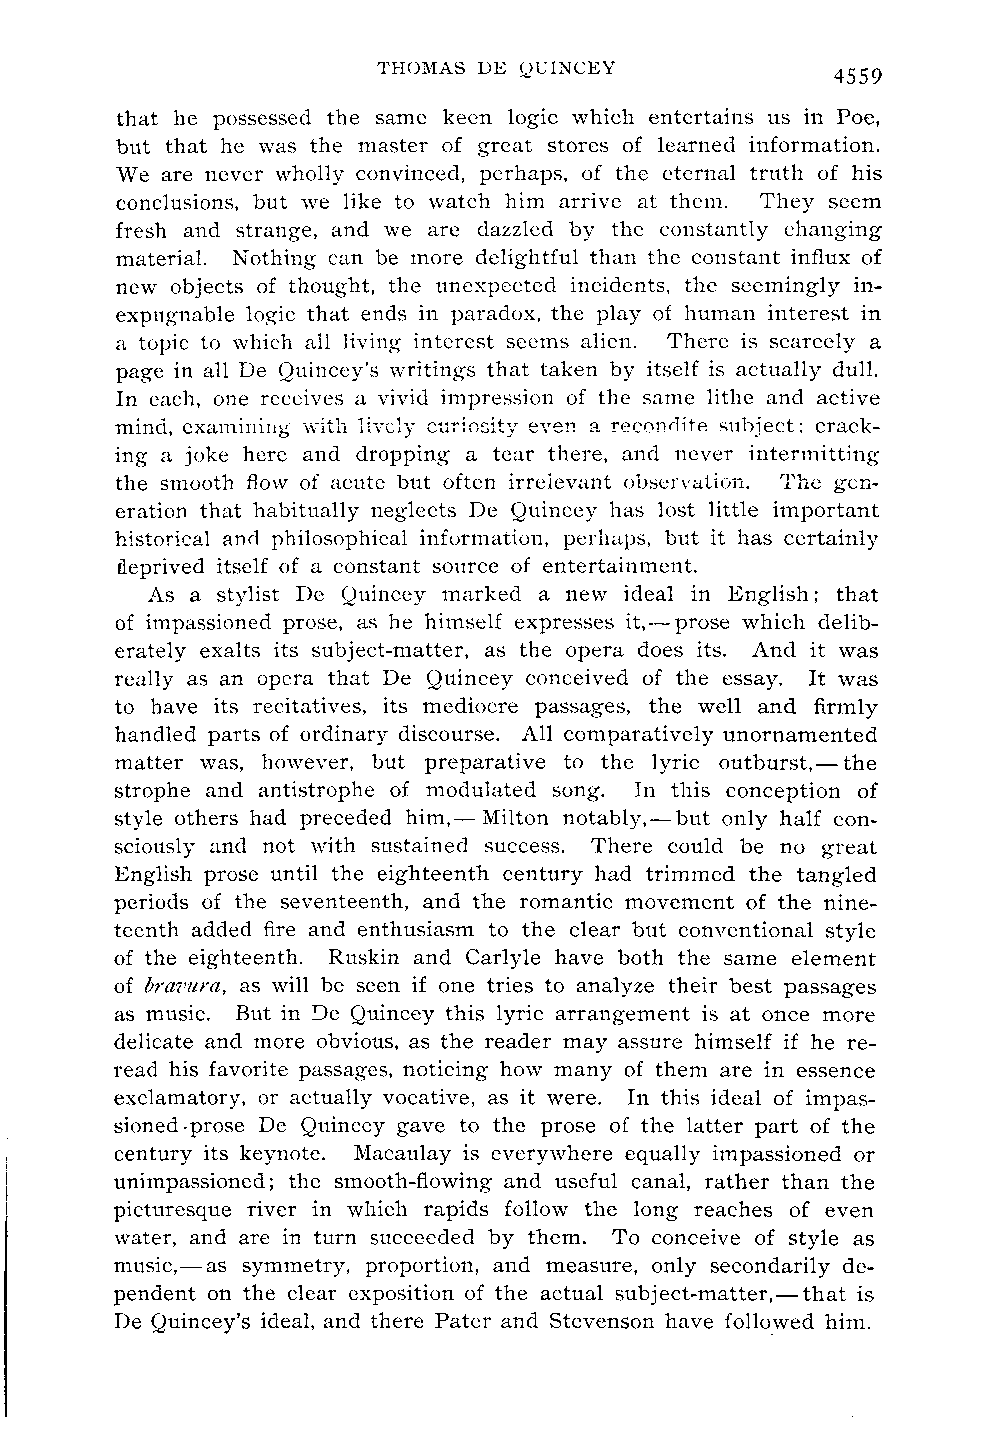 THOMAS DE QUINCEY
4559
that he possessed the same keen logic which entertains us in Poe,
but that he was the master of great stores of learned information.
We are never wholly convinced, perhaps, of the eternal truth of his
conclusions, but we like to watch him arrive at them. They seem
fresh and strange, and we are dazzled by the constantly changing
material. Nothing can be more delightful than the constant influx of
new objects of thought, the unexpected incidents, the seemingly in-
expugnable logic that ends in paradox, the play of human interest in
a topic to which all living interest seems alien. There is scarcely a
page in all De Quincey's writings that taken by itself is actually dull.
In each, one receives a vivid impression of the same lithe and active
mind, examining with lively curiosity even a recondite subject: crack-
ing a joke here and dropping a tear there, and never intermitting
the smooth flow of acute but often irrelevant observation. The gen-
eration that habitually neglects De Quincey has lost little important
historical and philosophical information, perhaps, but it has certainly
deprived itself of a constant source of entertainment.
As a stylist De Quincey marked a new ideal in English; that
of impassioned prose, as he himself expresses it,—prose which delib-
erately exalts its subject-matter, as the opera does its. And it was
really as an opera that De Quincey conceived of the essay. It was
to have its recitatives, its mediocre passages, the well and firmly
handled parts of ordinary discourse. All comparatively unornamented
matter was, however, but preparative to the lyric outburst,—the
strophe and antistrophe of modulated song. In this conception of
style others had preceded him,—Milton notably,—but only half con-
sciously and not with sustained success. There could be no great
English prose until the eighteenth century had trimmed the tangled
periods of the seventeenth, and the romantic movement of the nine-
teenth added fire and enthusiasm to the clear but conventional style
of the eighteenth. Ruskin and Carlyle have both the same element
of bravura, as will be seen if one tries to analyze their best passages
as music. But in De Quincey this lyric arrangement is at once more
delicate and more obvious, as the reader may assure himself if he re-
read his favorite passages, noticing how many of them are in essence
exclamatory, or actually vocative, as it were. In this ideal of impas-
sioned prose De Quincey gave to the prose of the latter part of the
century its keynote. Macaulay is everywhere equally impassioned or
unimpassioned; the smooth-flowing and useful canal, rather than the
picturesque river in which rapids follow the long reaches of even
water, and are in turn succeeded by them. To conceive of style as
music,—as symmetry, proportion, and measure, only secondarily de-
pendent on the clear exposition of the actual subject-matter,—that is
De Quincey's ideal, and there Pater and Stevenson have followed him.